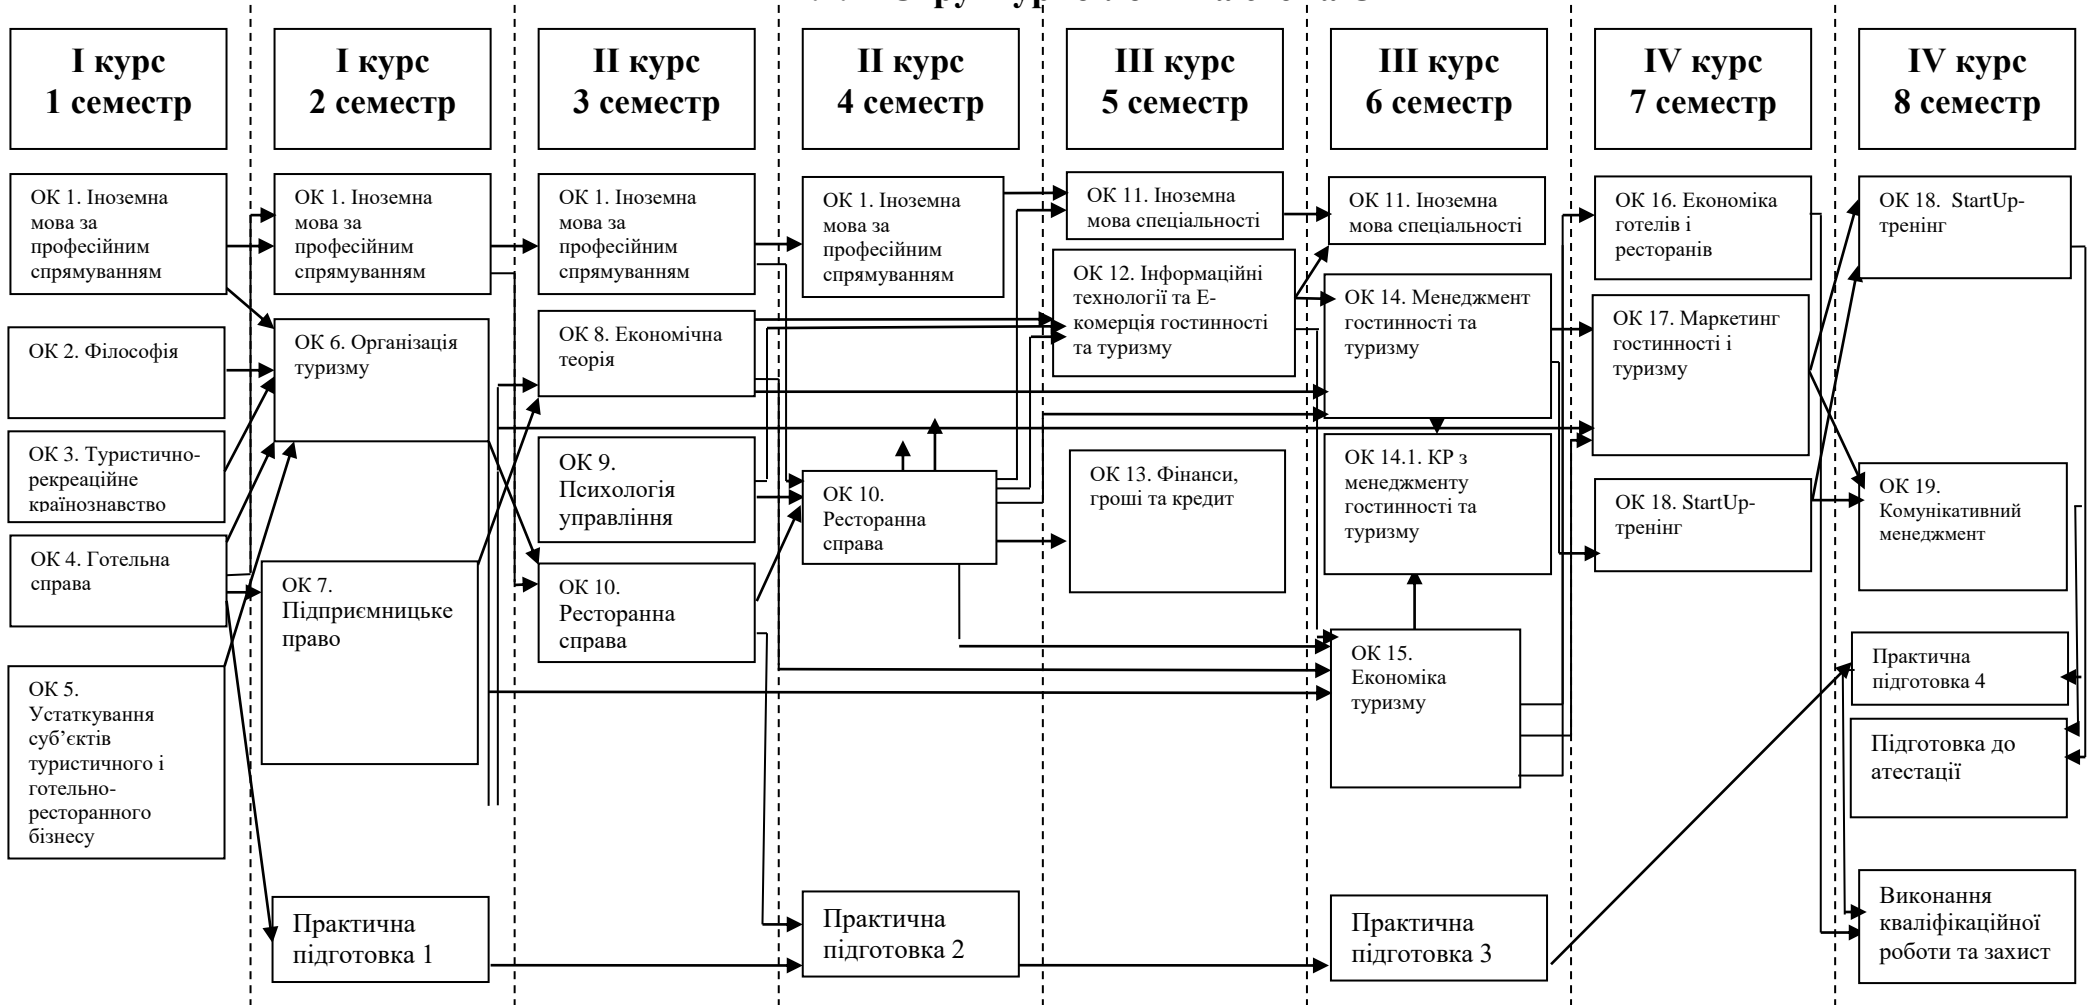 І курс
1 семестр
І курс
2 семестр
ІІ курс
3 семестр
ІІ курс
4 семестр
ІІІ курс
5 семестр
ІІІ курс
6 семестр
IV курс
7 семестр
IV курс
8 семестр
ОК 1. Іноземна
мова за
професійним
спрямуванням
ОК 2. Філософія
ОК 3. Туристично-
рекреаційне
країнознавство
ОК 4. Готельна
справа
ОК 5.
Устаткування
суб’єктів
туристичного і
готельно-
ресторанного
бізнесу
ОК 1. Іноземна
мова за
професійним
спрямуванням
ОК 6. Організація
туризму
ОК 7.
Підприємницьке
право
Практична
підготовка 1
ОК 1. Іноземна
мова за
професійним
спрямуванням
ОК 8. Економічна
теорія
ОК 9.
Психологія
управління
ОК 10.
Ресторанна
справа
ОК 1. Іноземна
мова за
професійним
спрямуванням
ОК 10.
Ресторанна
справа
Практична
підготовка 2
ОК 11. Іноземна
мова спеціальності
ОК 12. Інформаційні
технології та Е-
комерція гостинності
та туризму
ОК 13. Фінанси,
гроші та кредит
ОК 11. Іноземна
мова спеціальності
ОК 14. Менеджмент
гостинності та
туризму
ОК 14.1. КР з
менеджменту
гостинності та
туризму
ОК 15.
Економіка
туризму
Практична
підготовка 3
ОК 16. Економіка
готелів і
ресторанів
ОК 17. Маркетинг
гостинності і
туризму
ОК 18. StartUp-
тренінг
ОК 18. StartUp-
тренінг
ОК 19.
Комунікативний
менеджмент
Практична
підготовка 4
Підготовка до
атестації
Виконання
кваліфікаційної
роботи та захист